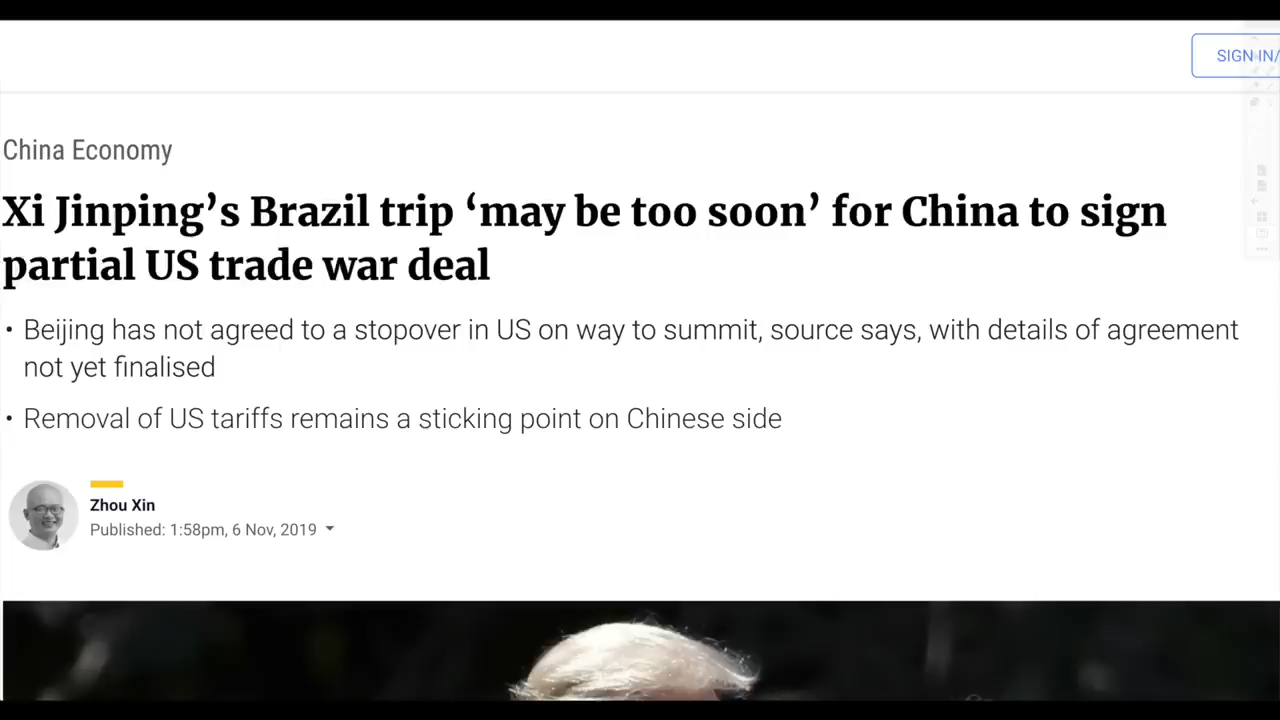 SIGN IN/
China Economy
Xi Jinping’s Brazil trip ‘may be too soon’ for China to sign
partial US trade war deal
• Beijing has not agreed to a stopover in US on way to summit, source says, with details of agreement
not yet finalised
• Removal of US tariffs remains a sticking point on Chinese side
Zhou Xin
Published: 1:58pm, 6 Nov, 2019